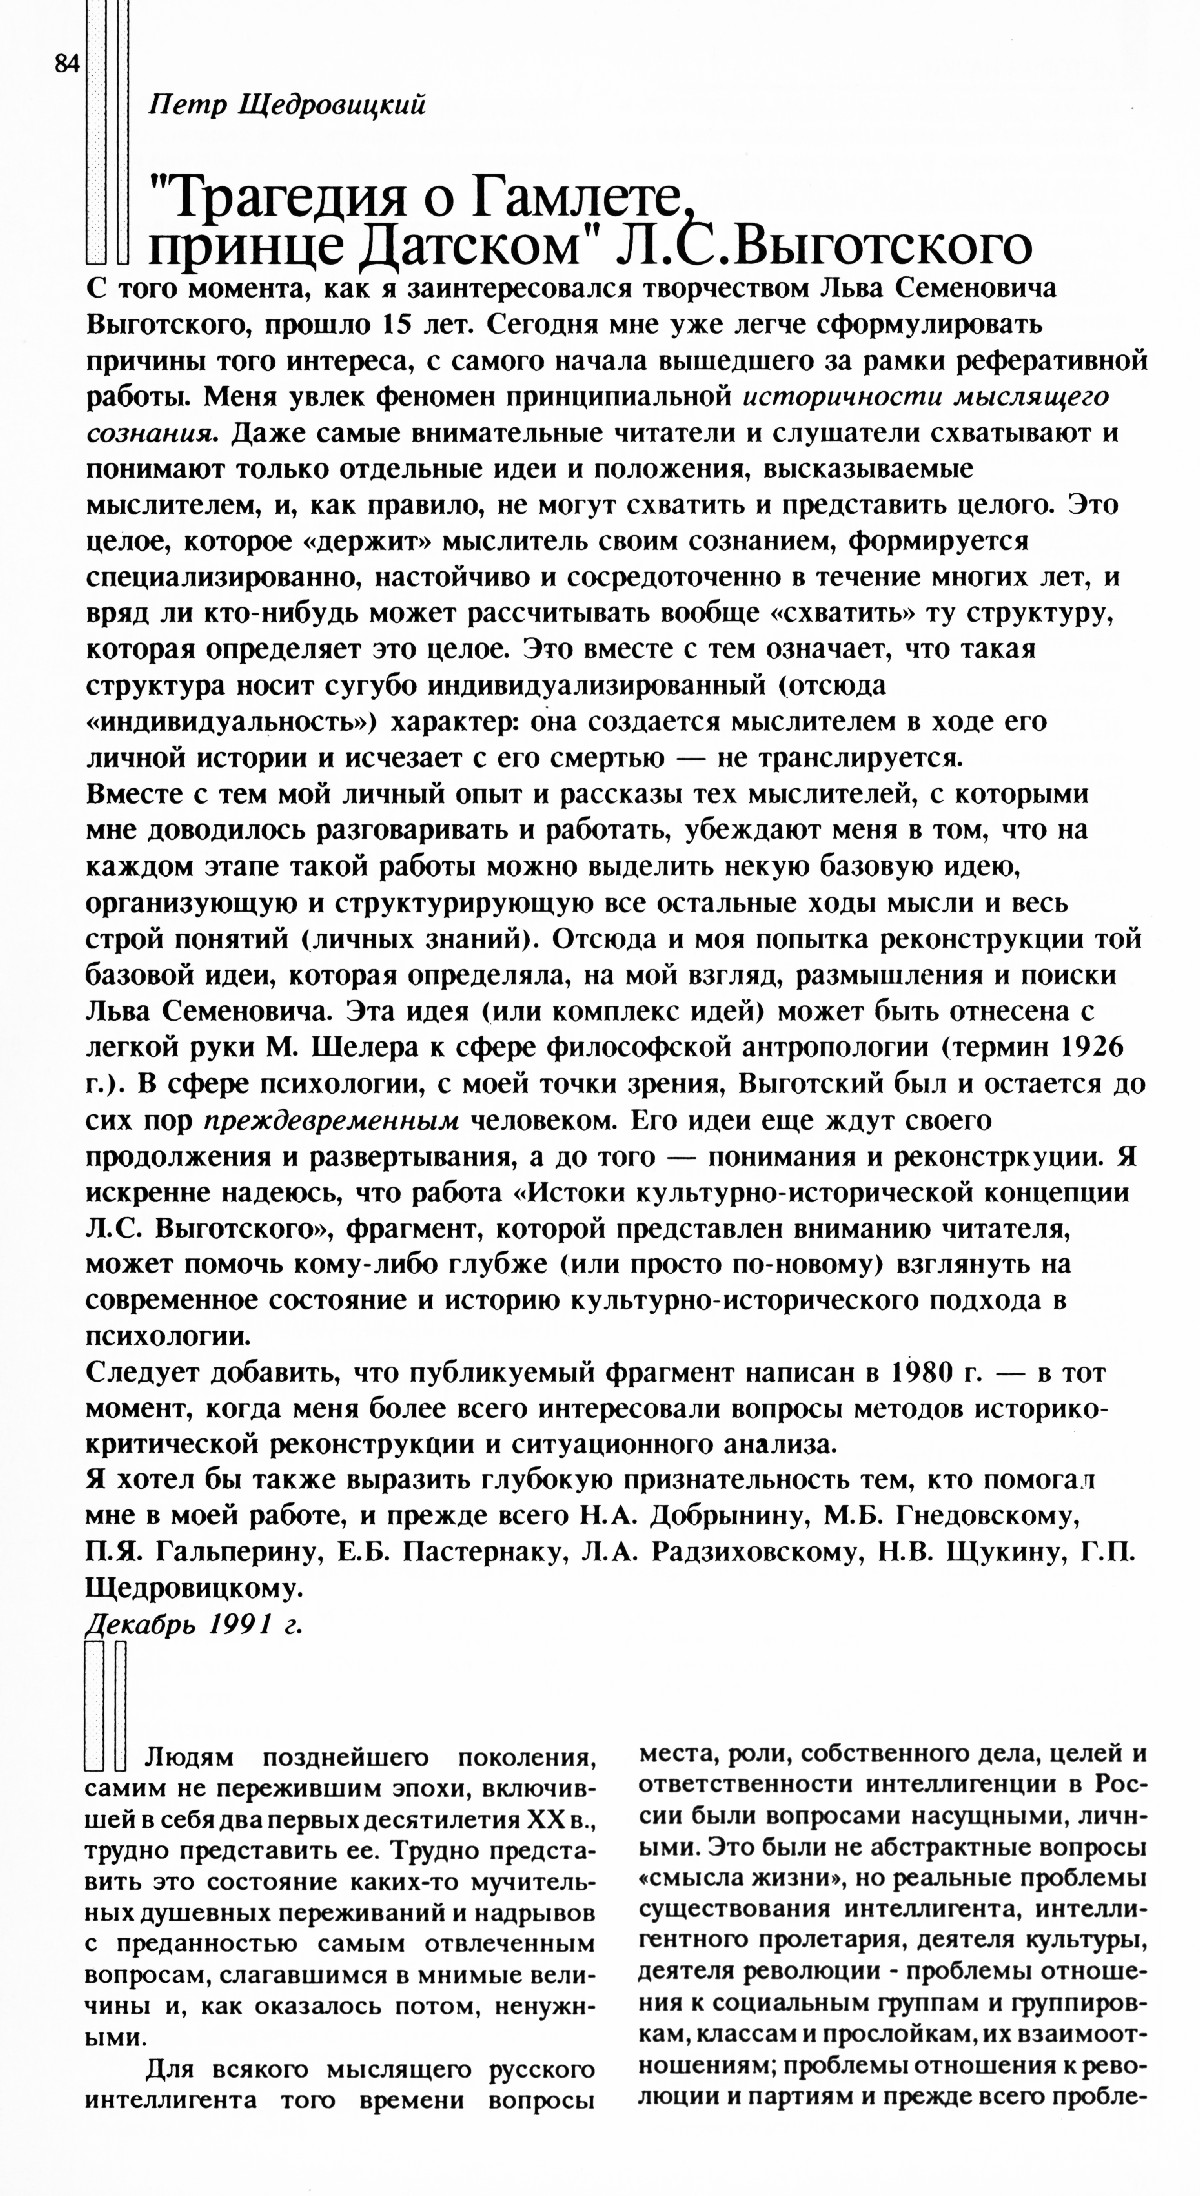 84
Петр Щедровицкий
"Трагедия о Гамлете,
принце Датском" Л.С.Выготского
С того момента, как я заинтересовался творчеством Льва Семеновича
Выготского, прошло 15 лет. Сегодня мне уже легче сформулировать
причины того интереса, с самого начала вышедшего за рамки реферативной
работы. Меня увлек феномен принципиальной историчности мыслящего
сознания. Даже самые внимательные читатели и слушатели схватывают и
понимают только отдельные идеи и положения, высказываемые
мыслителем, и, как правило, не могут схватить и представить целого. Это
целое, которое «держит» мыслитель своим сознанием, формируется
специализированно, настойчиво и сосредоточенно в течение многих лет, и
вряд ли кто-нибудь может рассчитывать вообще «схватить» ту структуру,
которая определяет это целое. Это вместе с тем означает, что такая
структура носит сугубо индивидуализированный (отсюда
«индивидуальность») характер: она создается мыслителем в ходе его
личной истории и исчезает с его смертью — не транслируется.
Вместе с тем мой личный опыт и рассказы тех мыслителей, с которыми
мне доводилось разговаривать и работать, убеждают меня в том, что на
каждом этапе такой работы можно выделить некую базовую идею,
организующую и структурирующую все остальные ходы мысли и весь
строй понятий (личных знаний). Отсюда и моя попытка реконструкции той
базовой идеи, которая определяла, на мой взгляд, размышления и поиски
Льва Семеновича. Эта идея (или комплекс идей) может быть отнесена с
легкой руки М. Шелера к сфере философской антропологии (термин 1926
г.). В сфере психологии, с моей точки зрения, Выготский был и остается до
сих пор преждевременным человеком. Его идеи еще ждут своего
продолжения и развертывания, а до того — понимания и реконстркуции. Я
искренне надеюсь, что работа «Истоки культурно-исторической концепции
Л.С. Выготского», фрагмент, которой представлен вниманию читателя,
может помочь кому-либо глубже (или просто по-новому) взглянуть на
современное состояние и историю культурно-исторического подхода в
психологии.
Следует добавить, что публикуемый фрагмент написан в 1980 г. — в тот
момент, когда меня более всего интересовали вопросы методов историко-
критической реконструкции и ситуационного анализа.
Я хотел бы также выразить глубокую признательность тем, кто помогал
мне в моей работе, и прежде всего Н.А. Добрынину, М.Б. Гнедовскому,
П.Я. Гальперину, Е.Б. Пастернаку, Л.А. Радзиховскому, Н.В. Щукину, Г.П.
Щедровицкому.
Декабрь 1991 г.
Людям позднейшего поколения,
самим не пережившим эпохи, включив-
шей в себя два первых десятилетия XX в.,
трудно представить ее. Трудно предста-
вить это состояние каких-то мучитель-
ных душевных переживаний и надрывов
с преданностью самым отвлеченным
вопросам, слагавшимся в мнимые вели-
чины и, как оказалось потом, ненужн-
ыми.
Для всякого мыслящего русского
интеллигента того времени вопросы
места, роли, собственного дела, целей и
ответственности интеллигенции в Рос-
сии были вопросами насущными, личн-
ыми. Это были не абстрактные вопросы
«смысла жизни», но реальные проблемы
существования интеллигента, интелли-
гентного пролетария, деятеля культуры,
деятеля революции - проблемы отноше-
ния к социальным группам и группиров-
кам, классам и прослойкам, их взаимоот-
ношениям; проблемы отношения к рево-
люции и партиям и прежде всего пробле-